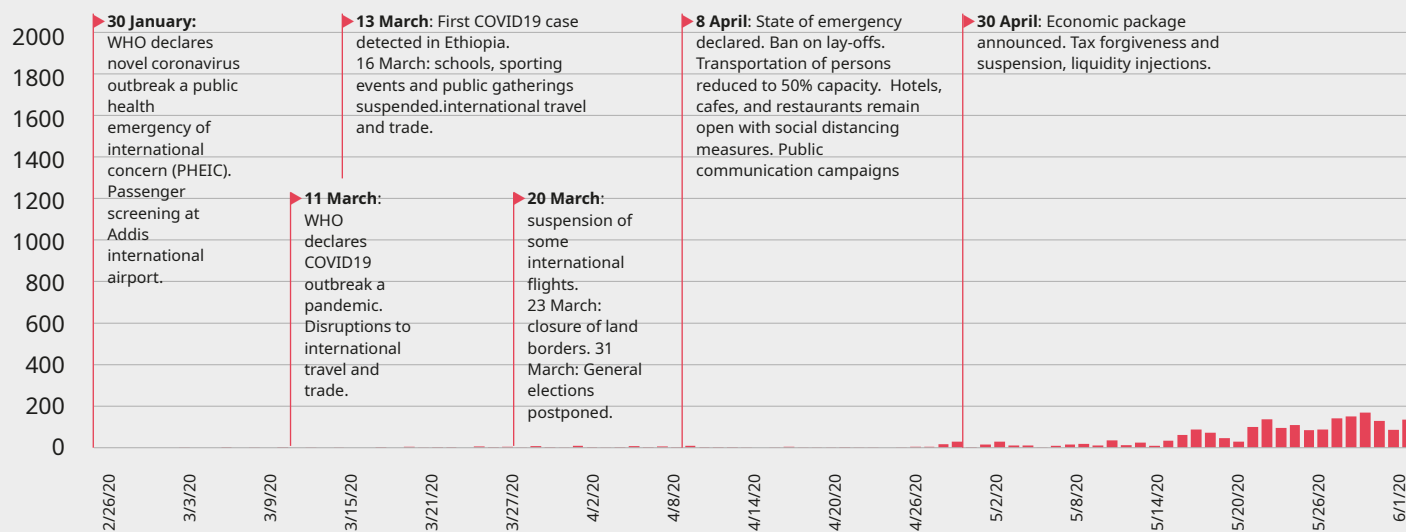 30 January:
WHO declares
novel coronavirus
outbreak a public
health
emergency of
international
concern (PHEIC).
Passenger
screening at
Addis
international
airport.
13 March: First COVID19 case
detected in Ethiopia.
16 March: schools, sporting
events and public gatherings
suspended.international travel
and trade.
8 April: State of emergency
declared. Ban on lay-offs.
Transportation of persons
reduced to 50% capacity.  Hotels,
cafes, and restaurants remain
open with social distancing
measures. Public
communication campaigns
30 April: Economic package
announced. Tax forgiveness and
suspension, liquidity injections.
11 March:
WHO
declares
COVID19
outbreak a
pandemic.
Disruptions to
international
travel and
trade.
20 March:
suspension of
some
international
flights.
23 March:
closure of land
borders. 31
March: General
elections
postponed.
2000
1800
1600
1400
1200
1000
800
600
400
200
0
2/26/20
3/3/20
3/9/20
3/15/20
3/21/20
3/27/20
4/2/20
4/8/20
4/14/20
4/20/20
4/26/20
5/2/20
5/8/20
5/14/20
5/20/20
5/26/20
6/1/20